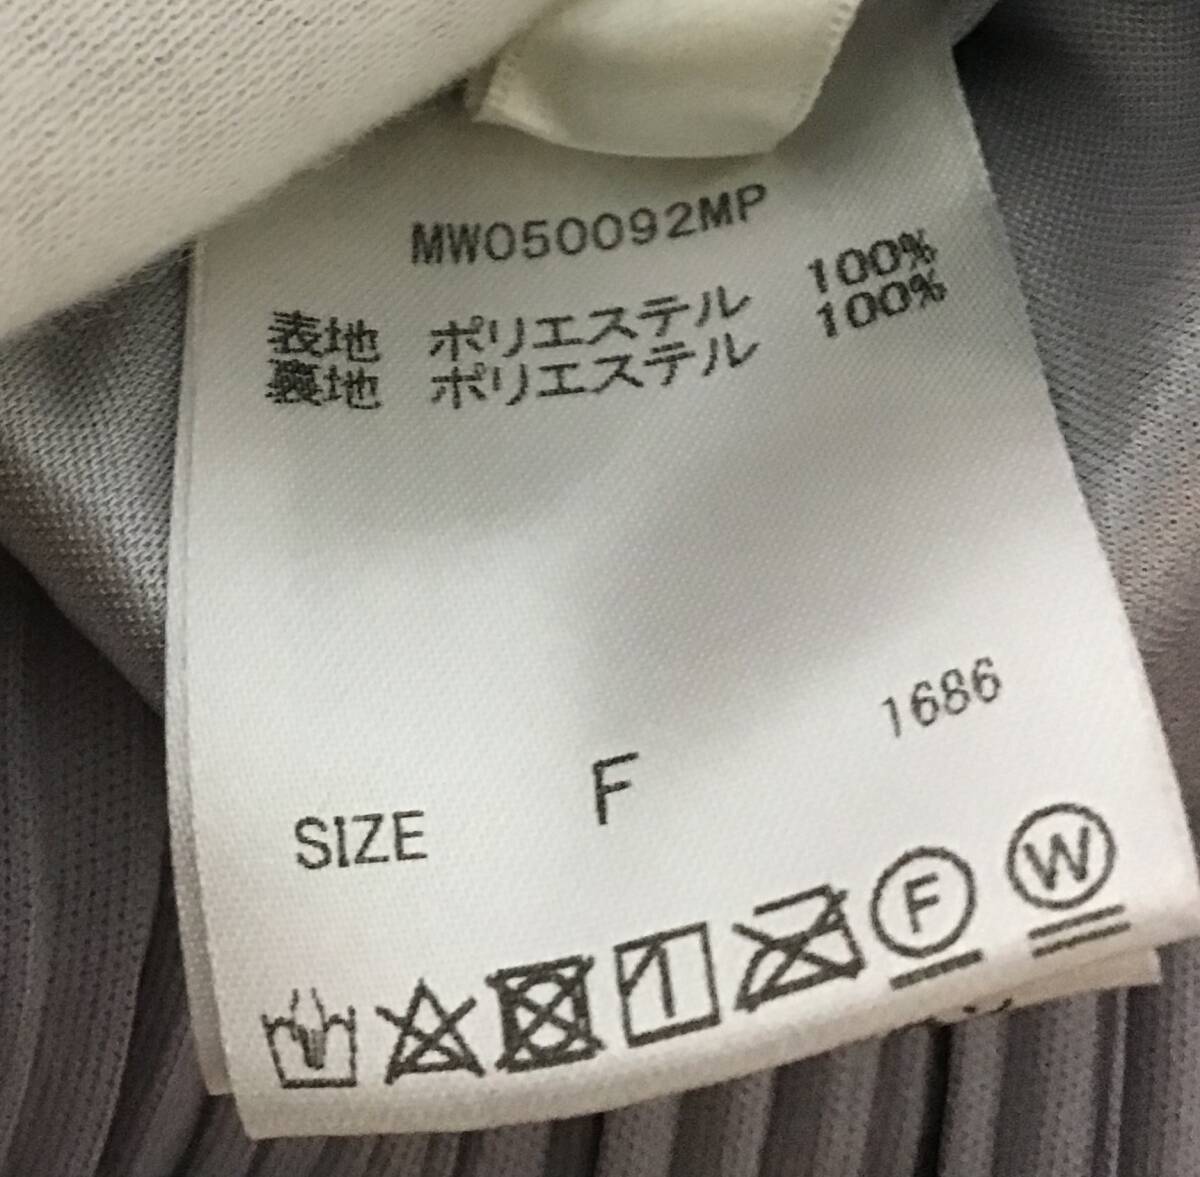 MW050092MP
表地 ポリエステル 100%
裏地 ポリエステル 100%
1686
SIZE F
F W